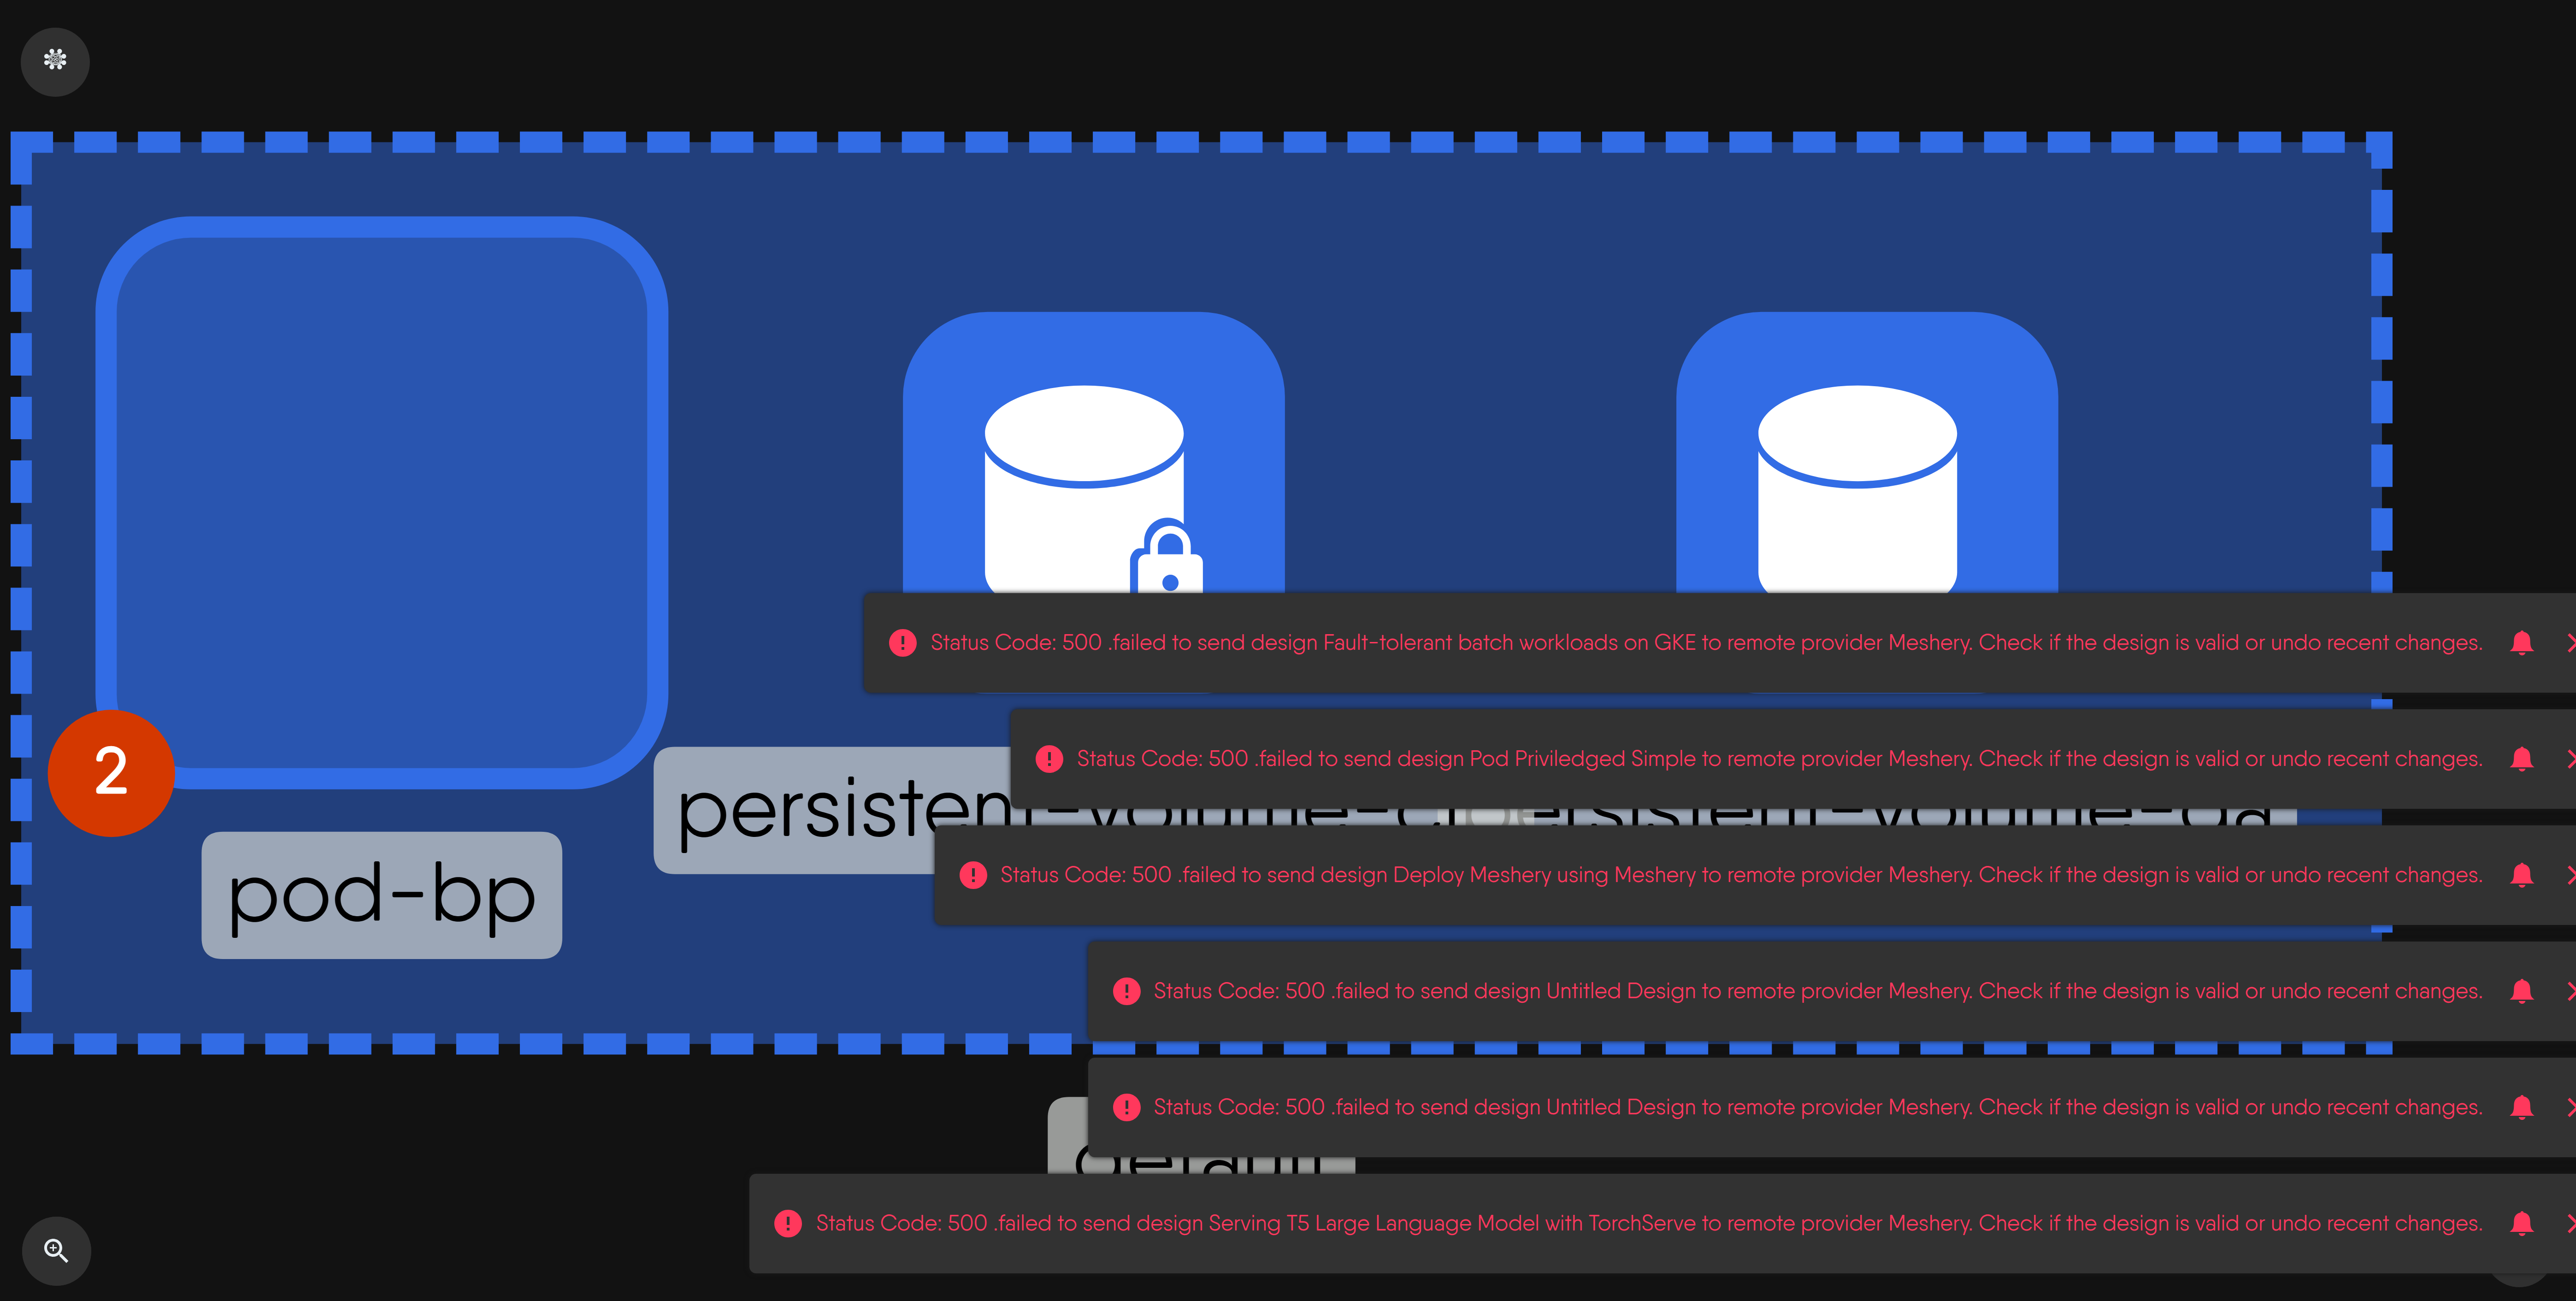 Status Code: 500 .failed to send design Fault-tolerant batch workloads on GKE to remote provider Meshery. Check if the design is valid or undo recent changes.
Status Code: 500 .failed to send design Pod Priviledged Simple to remote provider Meshery. Check if the design is valid or undo recent changes.
2
pod-bp
Status Code: 500 .failed to send design Deploy Meshery using Meshery to remote provider Meshery. Check if the design is valid or undo recent changes.
Status Code: 500 .failed to send design Untitled Design to remote provider Meshery. Check if the design is valid or undo recent changes.
Status Code: 500 .failed to send design Untitled Design to remote provider Meshery. Check if the design is valid or undo recent changes.
Status Code: 500 .failed to send design Serving T5 Large Language Model with TorchServe to remote provider Meshery. Check if the design is valid or undo recent changes.